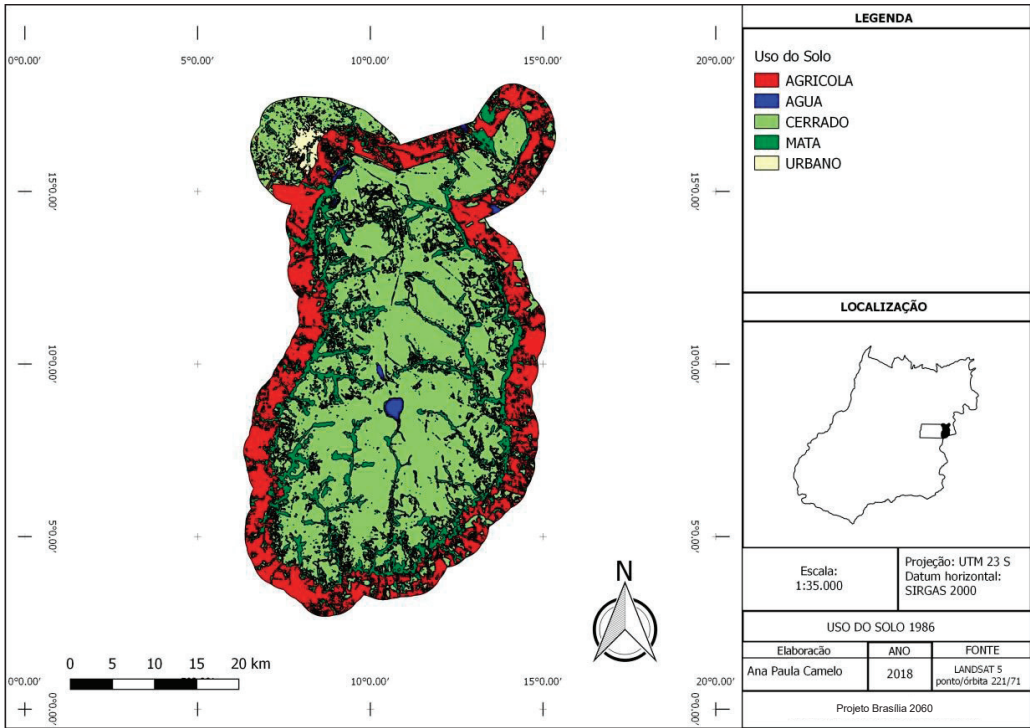 LEGENDA
Uso do Solo
AGRICOLA
AGUA
CERRADO
MATA
URBANO
0°0.00' 5°0.00' 10°0.00' 15°0.00' 20°0.00'
15°0.00' 15°0.00'
10°0.00' 10°0.00'
5°0.00' 5°0.00'
0°0.00' 0°0.00'
0°0.00' 10°0.00' 15°0.00' 20°0.00'
N
0 5 10 15 20 km
LOCALIZAÇÃO
Escala:
1:35.000
Projeção: UTM 23 S
Datum horizontal:
SIRGAS 2000
USO DO SOLO 1986
Elaboracão ANO FONTE
Ana Paula Camelo 2018 LANDSAT 5
ponto/órbita 221/71
Projeto Brasília 2060